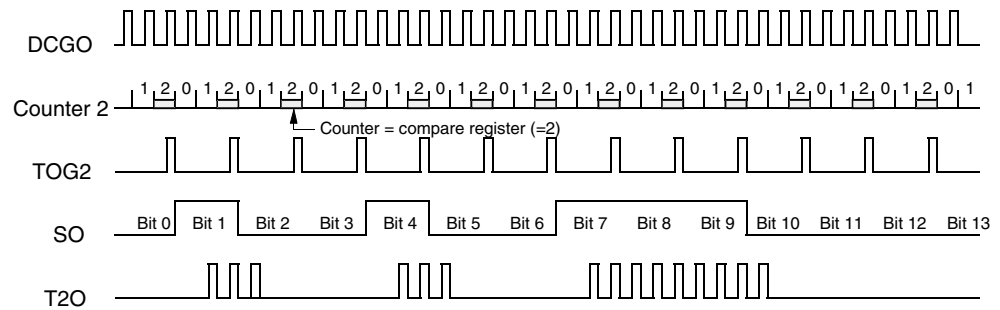 DCGO
1 2 0 1 2 0 1 2 0 1 2 0 1 2 0 1 2 0 1 2 0 1 2 0 1 2 0 1 2 0 1 2 0 1 2 0 1 2 0 1
Counter 2
Counter = compare register (=2)
TOG2
Bit 0 Bit 1 Bit 2 Bit 3 Bit 4 Bit 5 Bit 6 Bit 7 Bit 8 Bit 9 Bit 10 Bit 11 Bit 12 Bit 13
SO
T2O